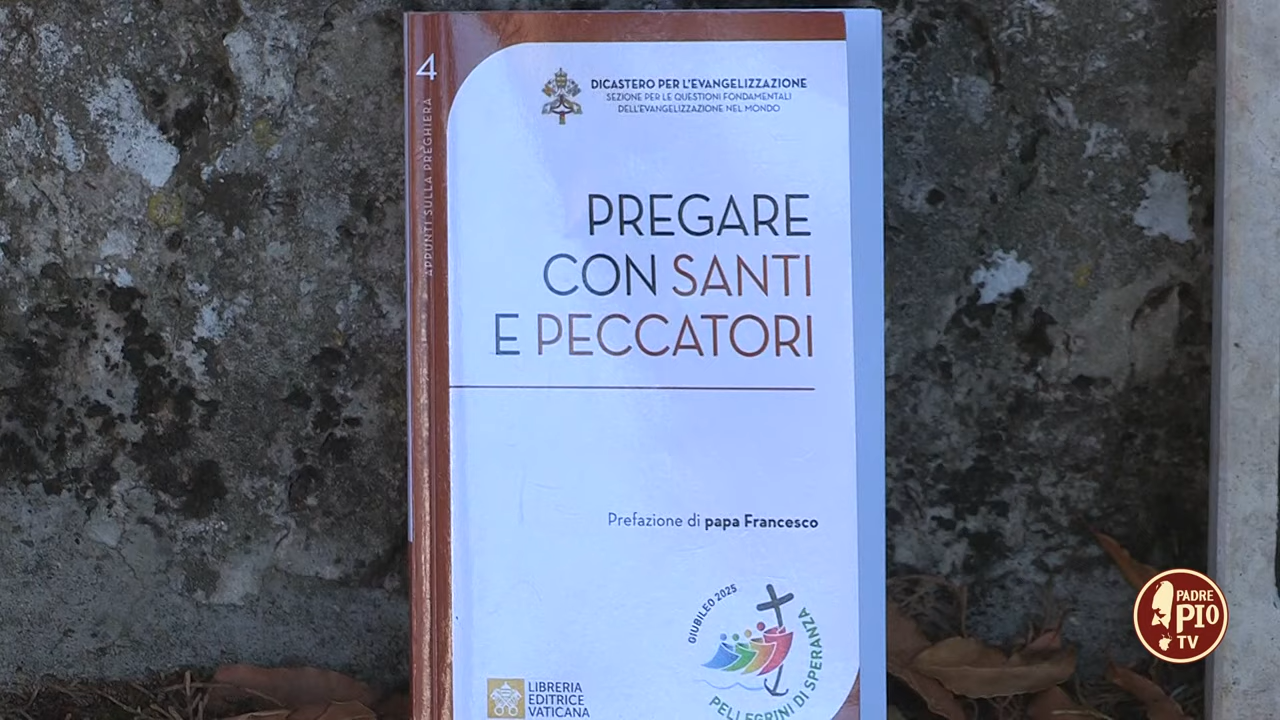 4
APPUNTI SULLA PREGHIERA
DICASTERO PER L'EVANGELIZZAZIONE
SEZIONE PER LE QUESTIONI FONDAMENTALI
DELL'EVANGELIZZAZIONE NEL MONDO
PREGARE
CON SANTI
E PECCATORI
Prefazione di papa Francesco
GIUBILEO 2025
PELLEGRINI DI SPERANZA
LIBRERIA
EDITRICE
VATICANA
PADRE
PIO
TV